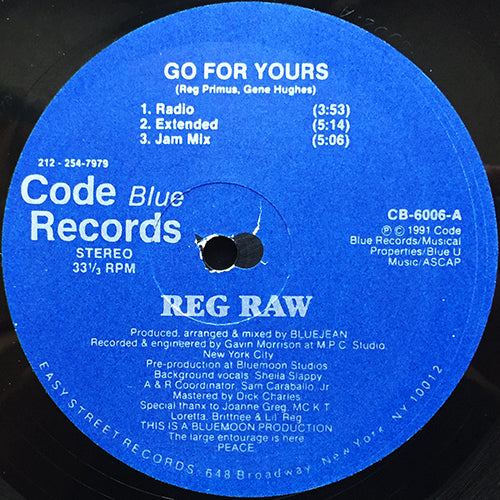 GO FOR YOURS
(Reg Primus, Gene Hughes)
1. Radio (3:53)
2. Extended (5:14)
3. Jam Mix (5:06)
212 - 254-7979
Code Blue
Records
STEREO
33⅓ RPM
CB-6006-A
℗ © 1991 Code
Blue Records/Musical
Properties/Blue U
Music/ASCAP
REG RAW
Produced, arranged & mixed by BLUEJEAN
Recorded & engineered by Gavin Morrison at M.P.C. Studio,
New York City
Pre-production at Bluemoon Studios
Background vocals: Sheila Slappy
A & R Coordinator, Sam Caraballo, Jr
Mastered by Dick Charles
Special thanx to Joanne Greg, MC K T
Loretta, Brittnee & Lil' Reg
THIS IS A BLUEMOON PRODUCTION
The large entourage is here
PEACE
EASY STREET RECORDS: 648 Broadway, New York, NY 10012